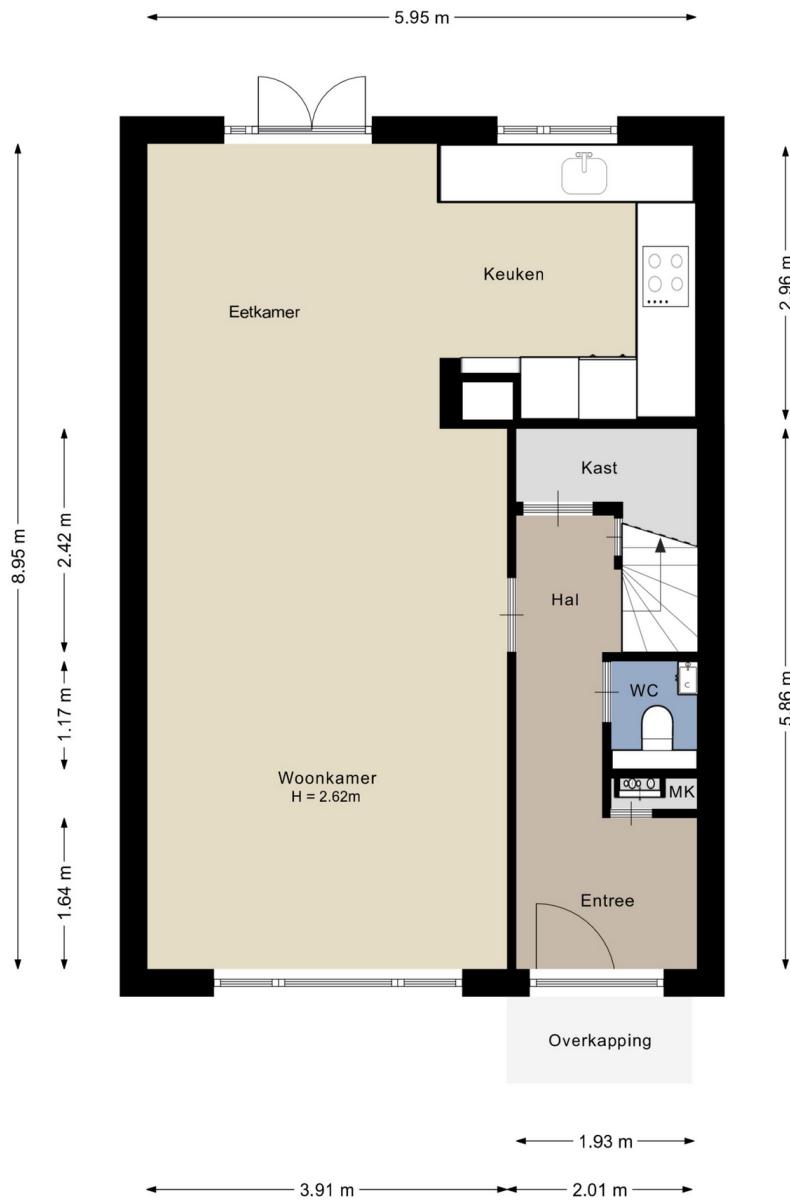 5.95 m
Keuken
Eetkamer
2.96 m
Kast
8.95 m
2.42 m
Hal
WC
1.17 m
5.86 m
Woonkamer
H = 2.62m
MK
1.64 m
Entree
Overkapping
1.93 m
3.91 m
2.01 m